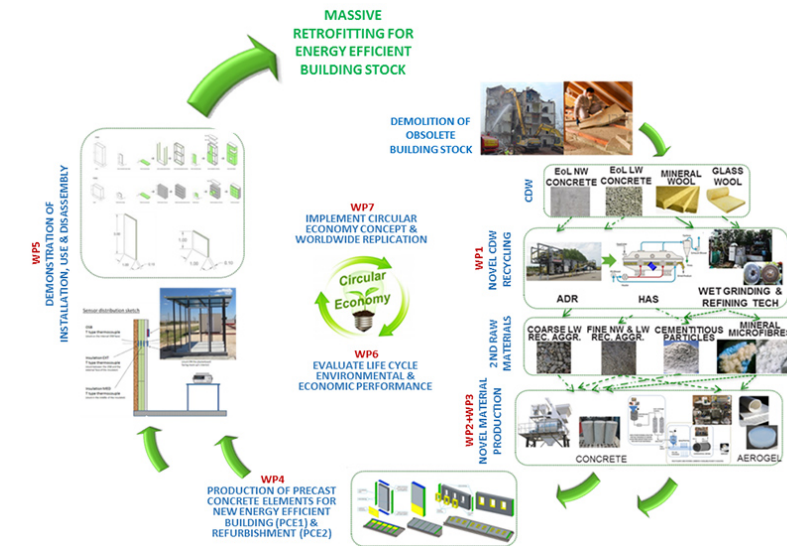 MASSIVE
RETROFITTING FOR
ENERGY EFFICIENT
BUILDING STOCK
DEMOLITION OF
OBSOLETE
BUILDING STOCK
CDW
EoL NW
CONCRETE
EoL LW
CONCRETE
MINERAL
WOOL
GLASS
WOOL
WP1
NOVEL CDW
RECYCLING
ADR
HAS
WET GRINDING &
REFINING TECH
2ND RAW
MATERIALS
COARSE LW
REC. AGGR.
FINE NW & LW
REC. AGGR.
CEMENTITIOUS
PARTICLES
MINERAL
MICROFIBRES
WP2+WP3
NOVEL MATERIAL
PRODUCTION
CONCRETE
AEROGEL
WP4
PRODUCTION OF PRECAST
CONCRETE ELEMENTS FOR
NEW ENERGY EFFICIENT
BUILDING (PCE1) &
REFURBISHMENT (PCE2)
WP5
DEMONSTRATION OF
INSTALLATION, USE & DISASSEMBLY
Sensor distribution sketch
WP7
IMPLEMENT CIRCULAR
ECONOMY CONCEPT &
WORLDWIDE REPLICATION
Circular
Economy
WP6
EVALUATE LIFE CYCLE
ENVIRONMENTAL &
ECONOMIC PERFORMANCE